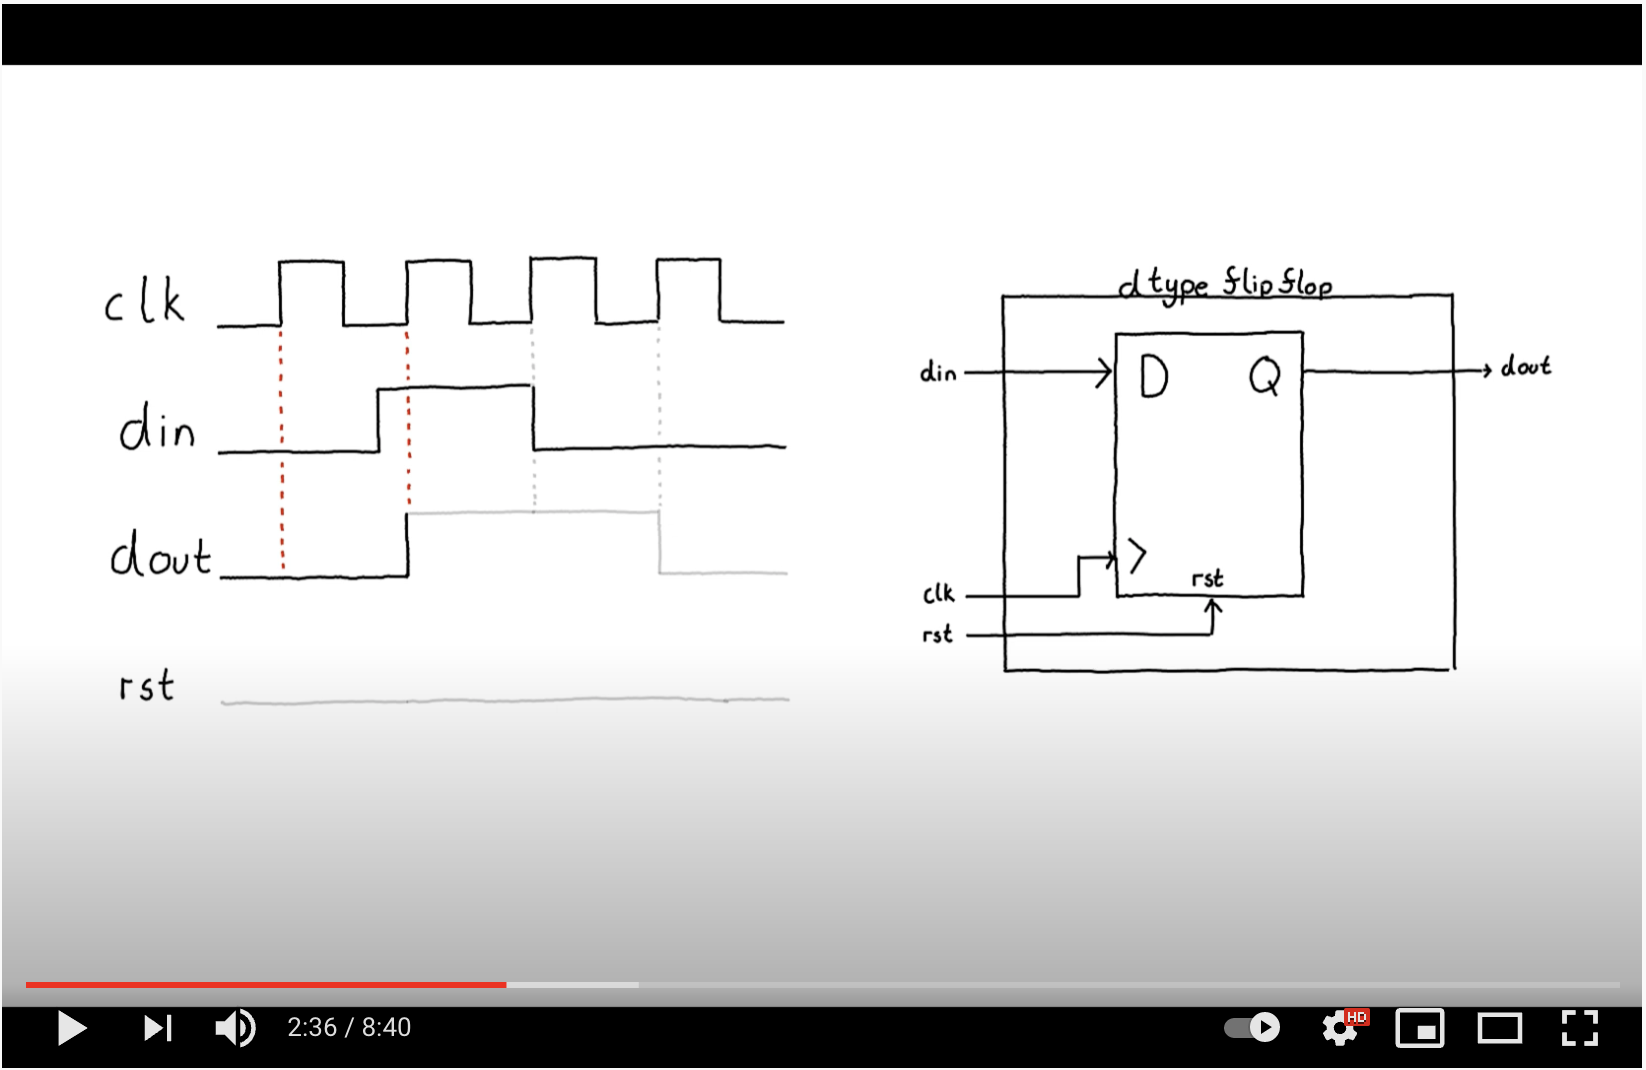 clk
din
dout
rst
d type flip flop
din
D
Q
dout
clk
rst
rst
2:36 / 8:40
HD